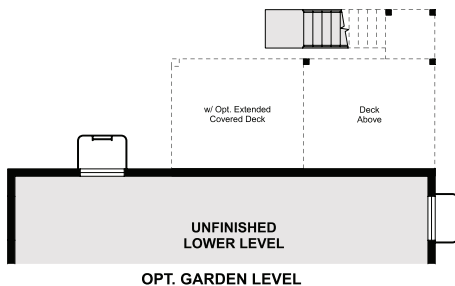 w/ Opt. Extended
Covered Deck
Deck
Above
UNFINISHED
LOWER LEVEL
OPT. GARDEN LEVEL